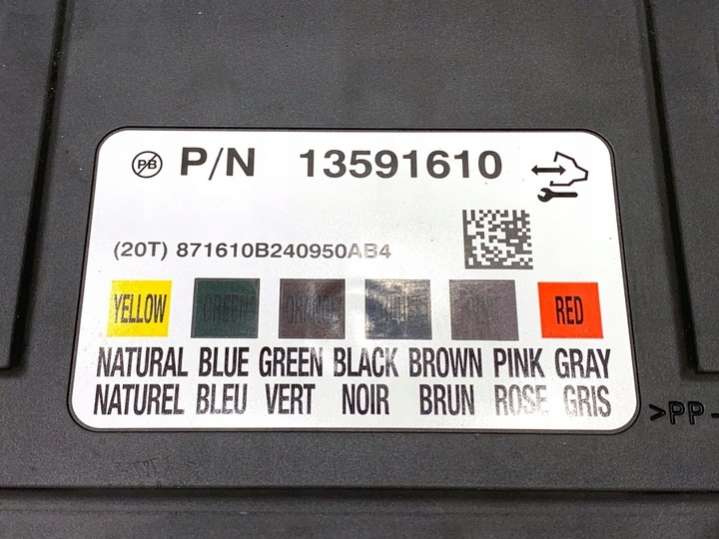 PB P/N 13591610
(20T) 871610B240950AB4
YELLOW GREEN ORANGE RED
NATURAL BLUE GREEN BLACK BROWN PINK GRAY
NATUREL BLEU VERT NOIR BRUN ROSE GRIS
>PP-